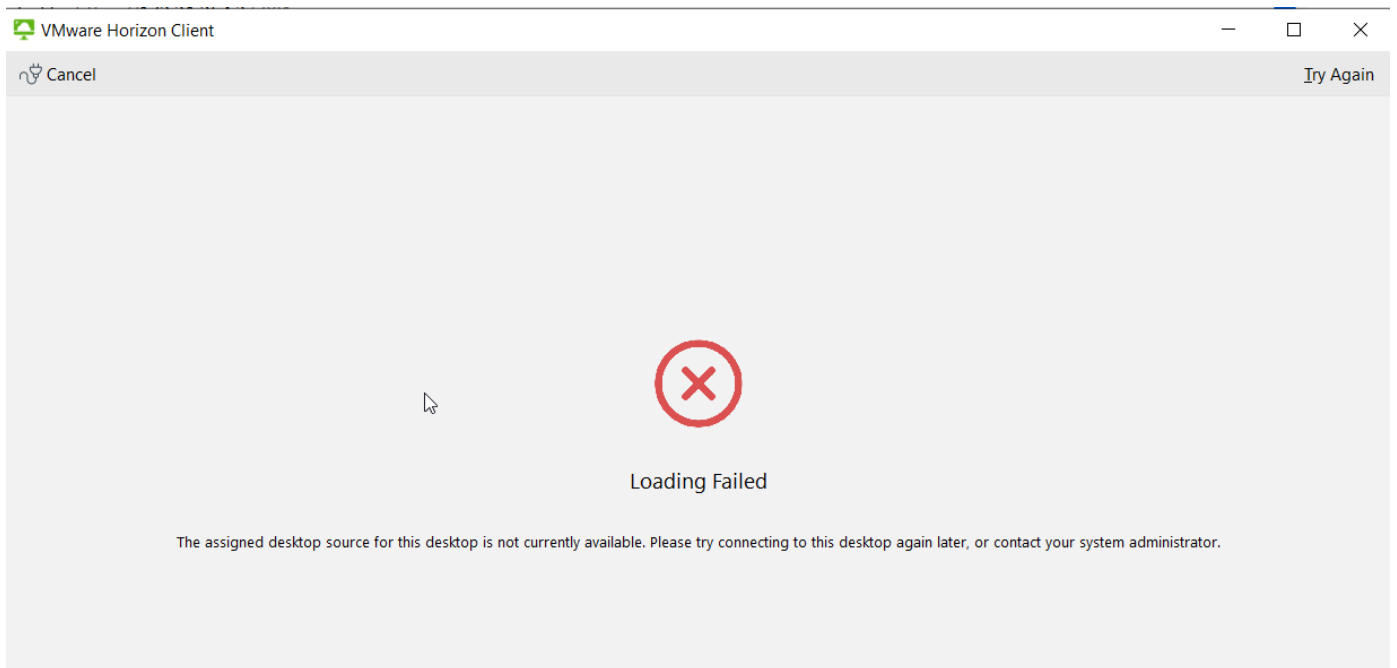 VMware Horizon Client
Cancel
Try Again
Loading Failed
The assigned desktop source for this desktop is not currently available. Please try connecting to this desktop again later, or contact your system administrator.